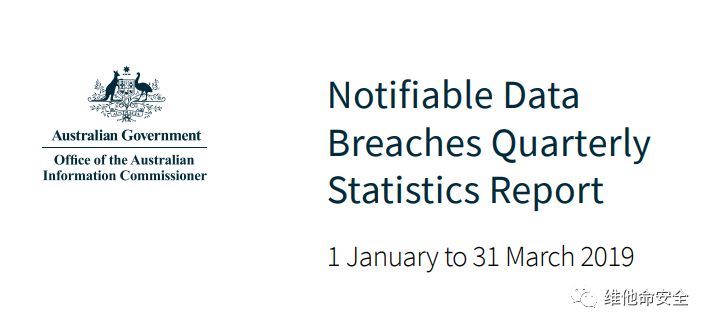 Australian Government
Office of the Australian
Information Commissioner
Notifiable Data
Breaches Quarterly
Statistics Report
1 January to 31 March 2019
维他命安全